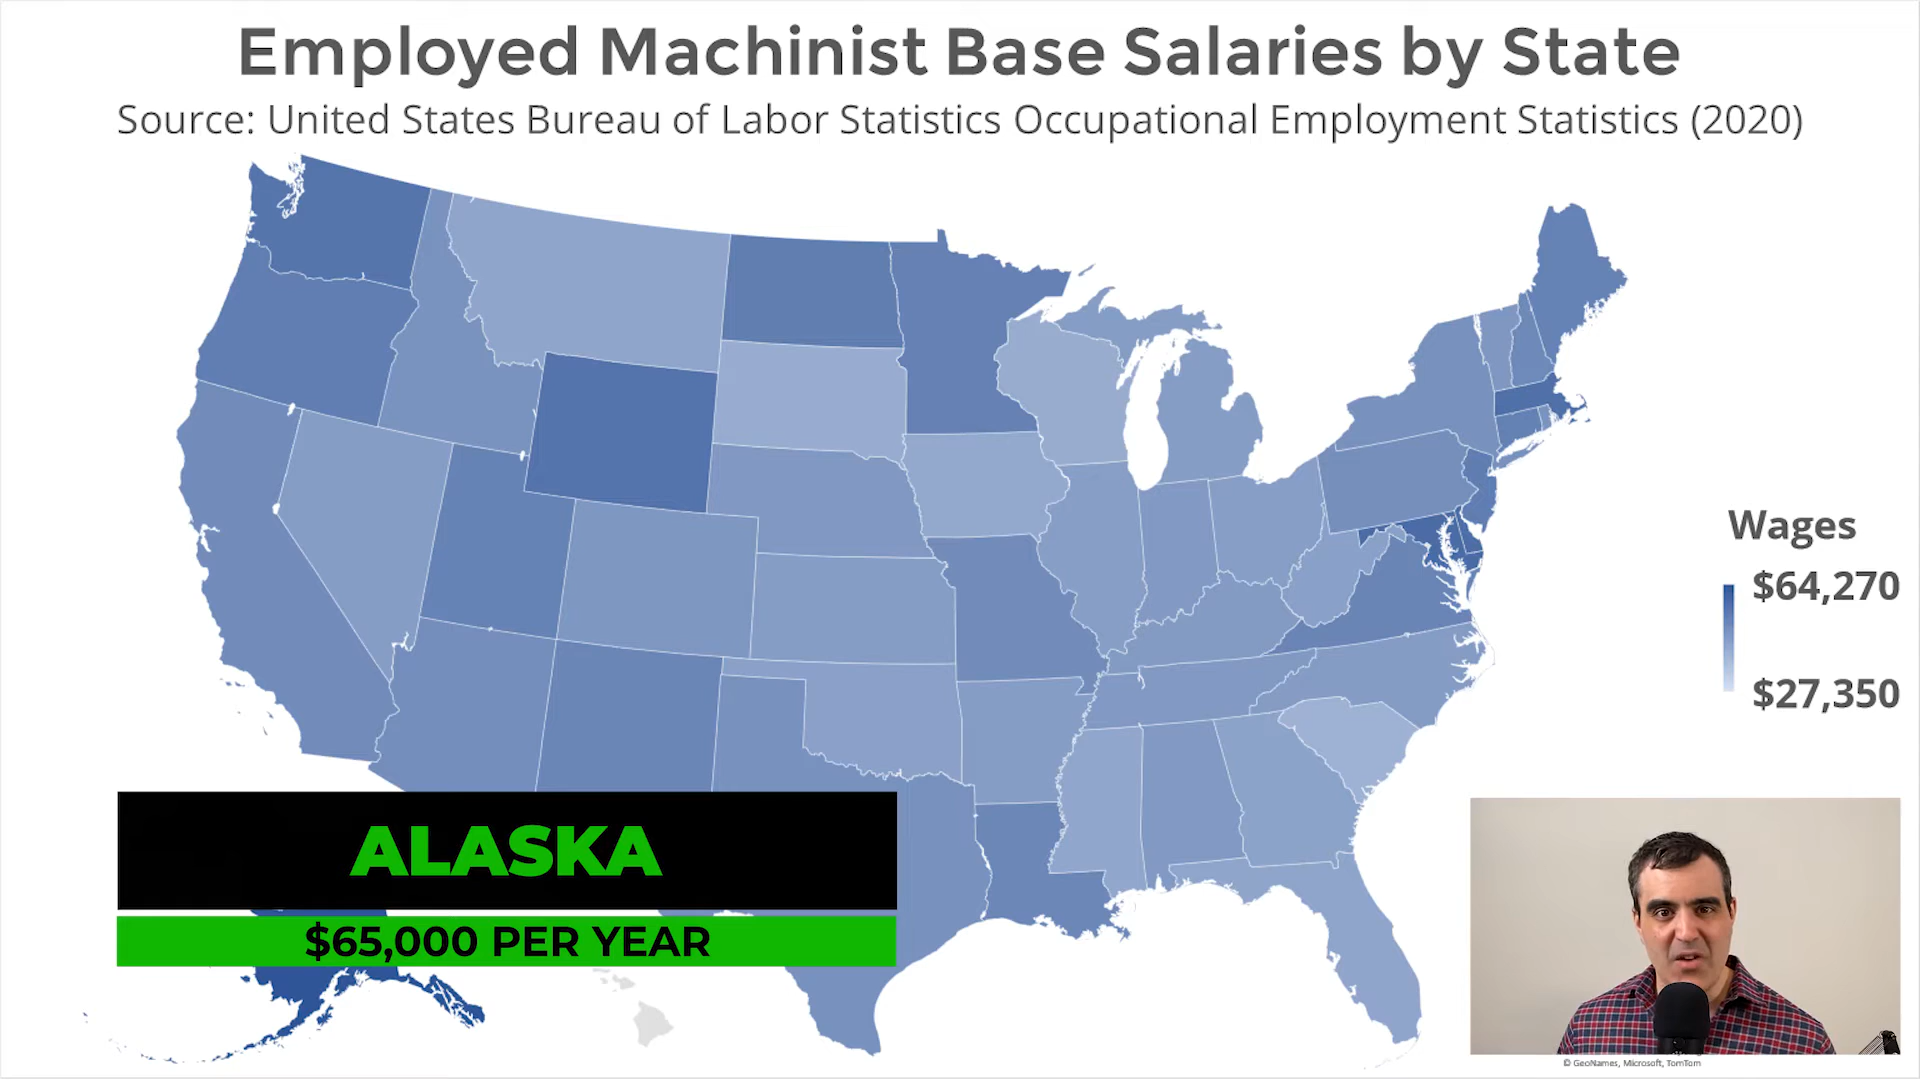 Employed Machinist Base Salaries by State
Source: United States Bureau of Labor Statistics Occupational Employment Statistics (2020)
Wages
$64,270
$27,350
ALASKA
$65,000 PER YEAR
© GeoNames, Microsoft, TomTom